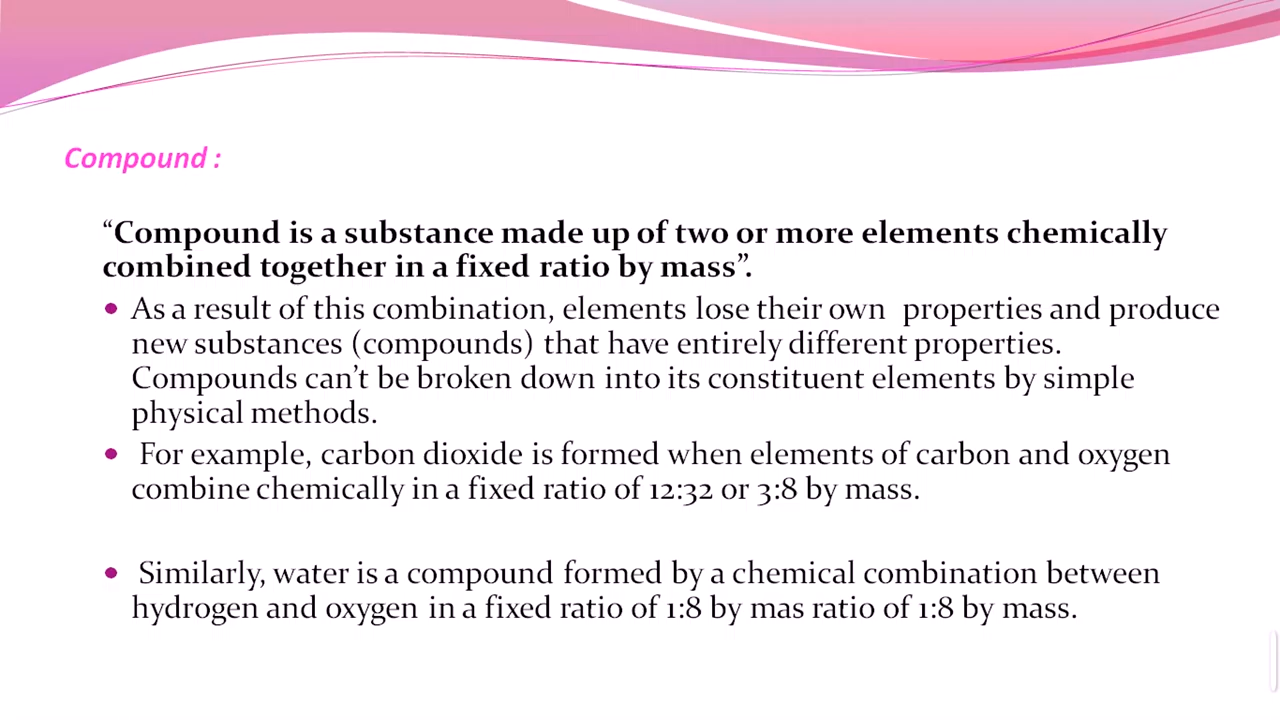 Compound :
“Compound is a substance made up of two or more elements chemically
combined together in a fixed ratio by mass”.
• As a result of this combination, elements lose their own properties and produce
new substances (compounds) that have entirely different properties.
Compounds can’t be broken down into its constituent elements by simple
physical methods.
• For example, carbon dioxide is formed when elements of carbon and oxygen
combine chemically in a fixed ratio of 12:32 or 3:8 by mass.
• Similarly, water is a compound formed by a chemical combination between
hydrogen and oxygen in a fixed ratio of 1:8 by mas ratio of 1:8 by mass.